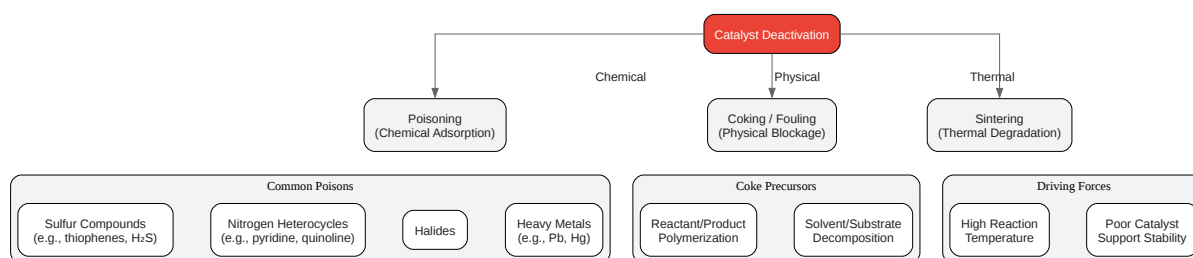 Catalyst Deactivation
Chemical
Physical
Thermal
Poisoning
(Chemical Adsorption)
Coking / Fouling
(Physical Blockage)
Sintering
(Thermal Degradation)
Common Poisons
Sulfur Compounds
(e.g., thiophenes, H₂S)
Nitrogen Heterocycles
(e.g., pyridine, quinoline)
Halides
Heavy Metals
(e.g., Pb, Hg)
Coke Precursors
Reactant/Product
Polymerization
Solvent/Substrate
Decomposition
Driving Forces
High Reaction
Temperature
Poor Catalyst
Support Stability